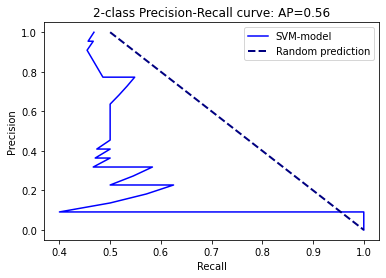 2-class Precision-Recall curve: AP=0.56
SVM-model
Random prediction
Precision
1.0
0.8
0.6
0.4
0.2
0.0
0.4 0.5 0.6 0.7 0.8 0.9 1.0
Recall